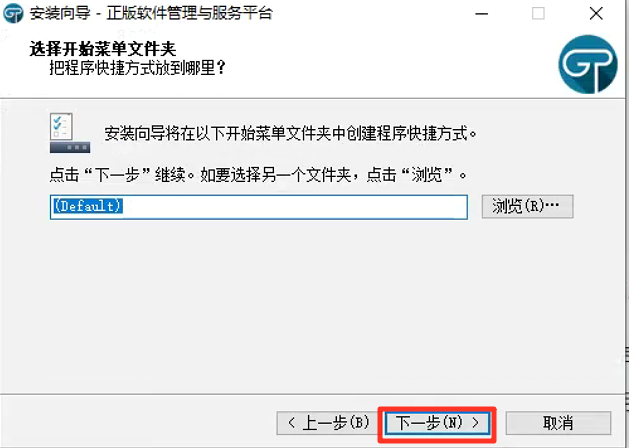 安装向导 - 正版软件管理与服务平台
选择开始菜单文件夹
把程序快捷方式放到哪里？
GP
安装向导将在以下开始菜单文件夹中创建程序快捷方式。
点击“下一步”继续。如要选择另一个文件夹，点击“浏览”。
(Default)
浏览(R)…
< 上一步(B)
下一步(N) >
取消